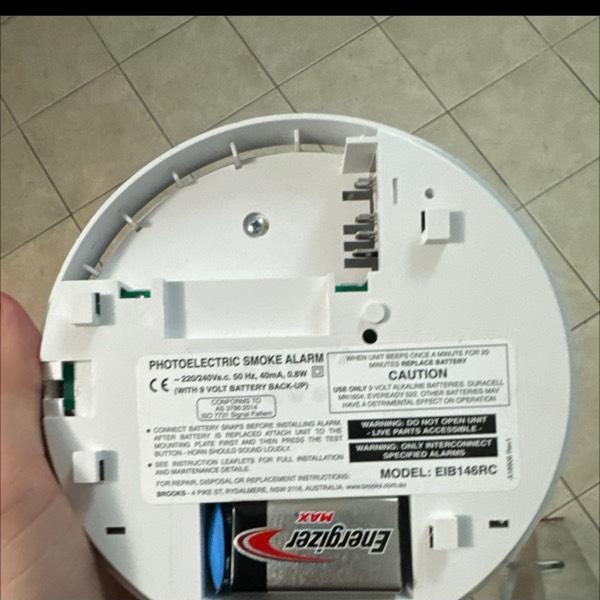 PHOTOELECTRIC SMOKE ALARM
CE ~ 220/240Va.c. 50 Hz, 40mA, 0.8W
(WITH 9 VOLT BATTERY BACK-UP)
CONFORMS TO
AS 3786:2014
ISO 7731 Signal Pattern
• CONNECT BATTERY SNAPS BEFORE INSTALLING ALARM.
AFTER BATTERY IS REPLACED ATTACH UNIT TO THE
MOUNTING PLATE FIRST AND THEN PRESS THE TEST
BUTTON - HORN SHOULD SOUND LOUDLY.
• SEE INSTRUCTION LEAFLETS FOR FULL INSTALLATION
AND MAINTENANCE DETAILS.
FOR REPAIR, DISPOSAL OR REPLACEMENT INSTRUCTIONS:
BROOKS - 4 PIKE ST, RYDALMERE, NSW 2116, AUSTRALIA. www.brooks.com.au
WHEN UNIT BEEPS ONCE A MINUTE FOR 20
MINUTES REPLACE BATTERY
CAUTION
USE ONLY 9 VOLT ALKALINE BATTERIES, DURACELL
MN1604; EVEREADY 522. OTHER BATTERIES MAY
HAVE A DETRIMENTAL EFFECT ON OPERATION
WARNING: DO NOT OPEN UNIT
- LIVE PARTS ACCESSIBLE -
WARNING: ONLY INTERCONNECT
SPECIFIED ALARMS
MODEL: EIB146RC
Energizer
MAX